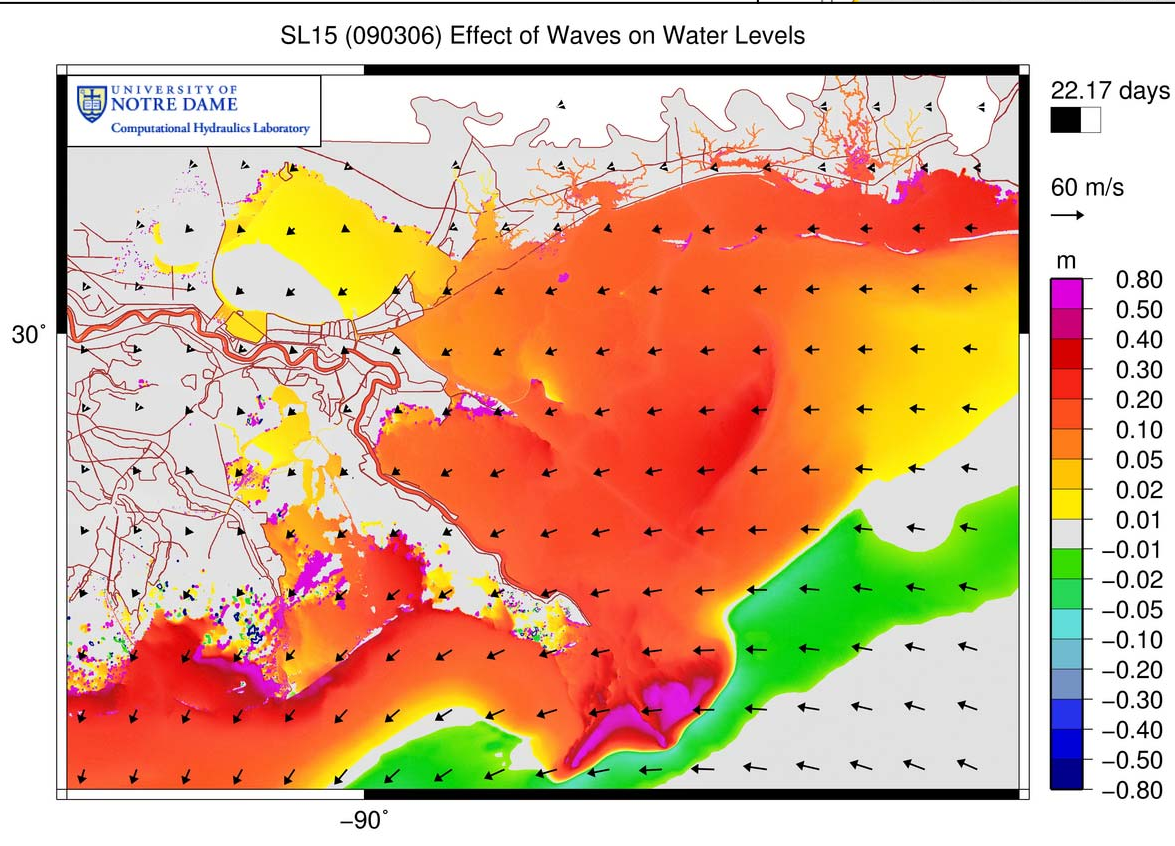 SL15 (090306) Effect of Waves on Water Levels
UNIVERSITY OF
NOTRE DAME
Computational Hydraulics Laboratory
22.17 days
60 m/s
m
0.80
0.50
0.40
0.30
0.20
0.10
0.05
0.02
0.01
−0.01
−0.02
−0.05
−0.10
−0.20
−0.30
−0.40
−0.50
−0.80
30˚
−90˚